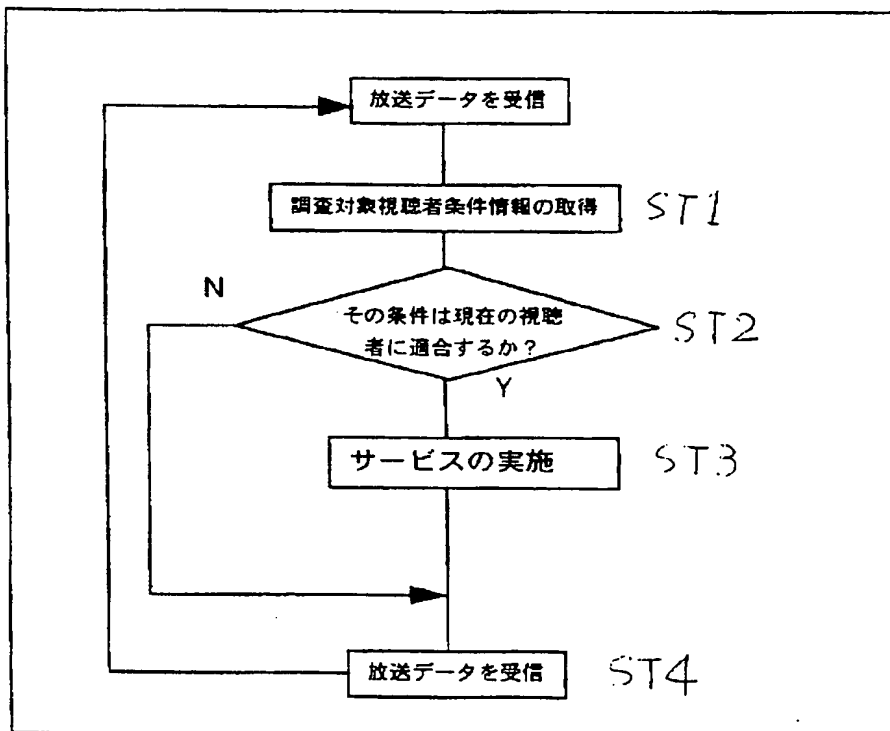 放送データを受信
調査対象視聴者条件情報の取得
ST1
N
その条件は現在の視聴
者に適合するか？
ST2
Y
サービスの実施
ST3
放送データを受信
ST4